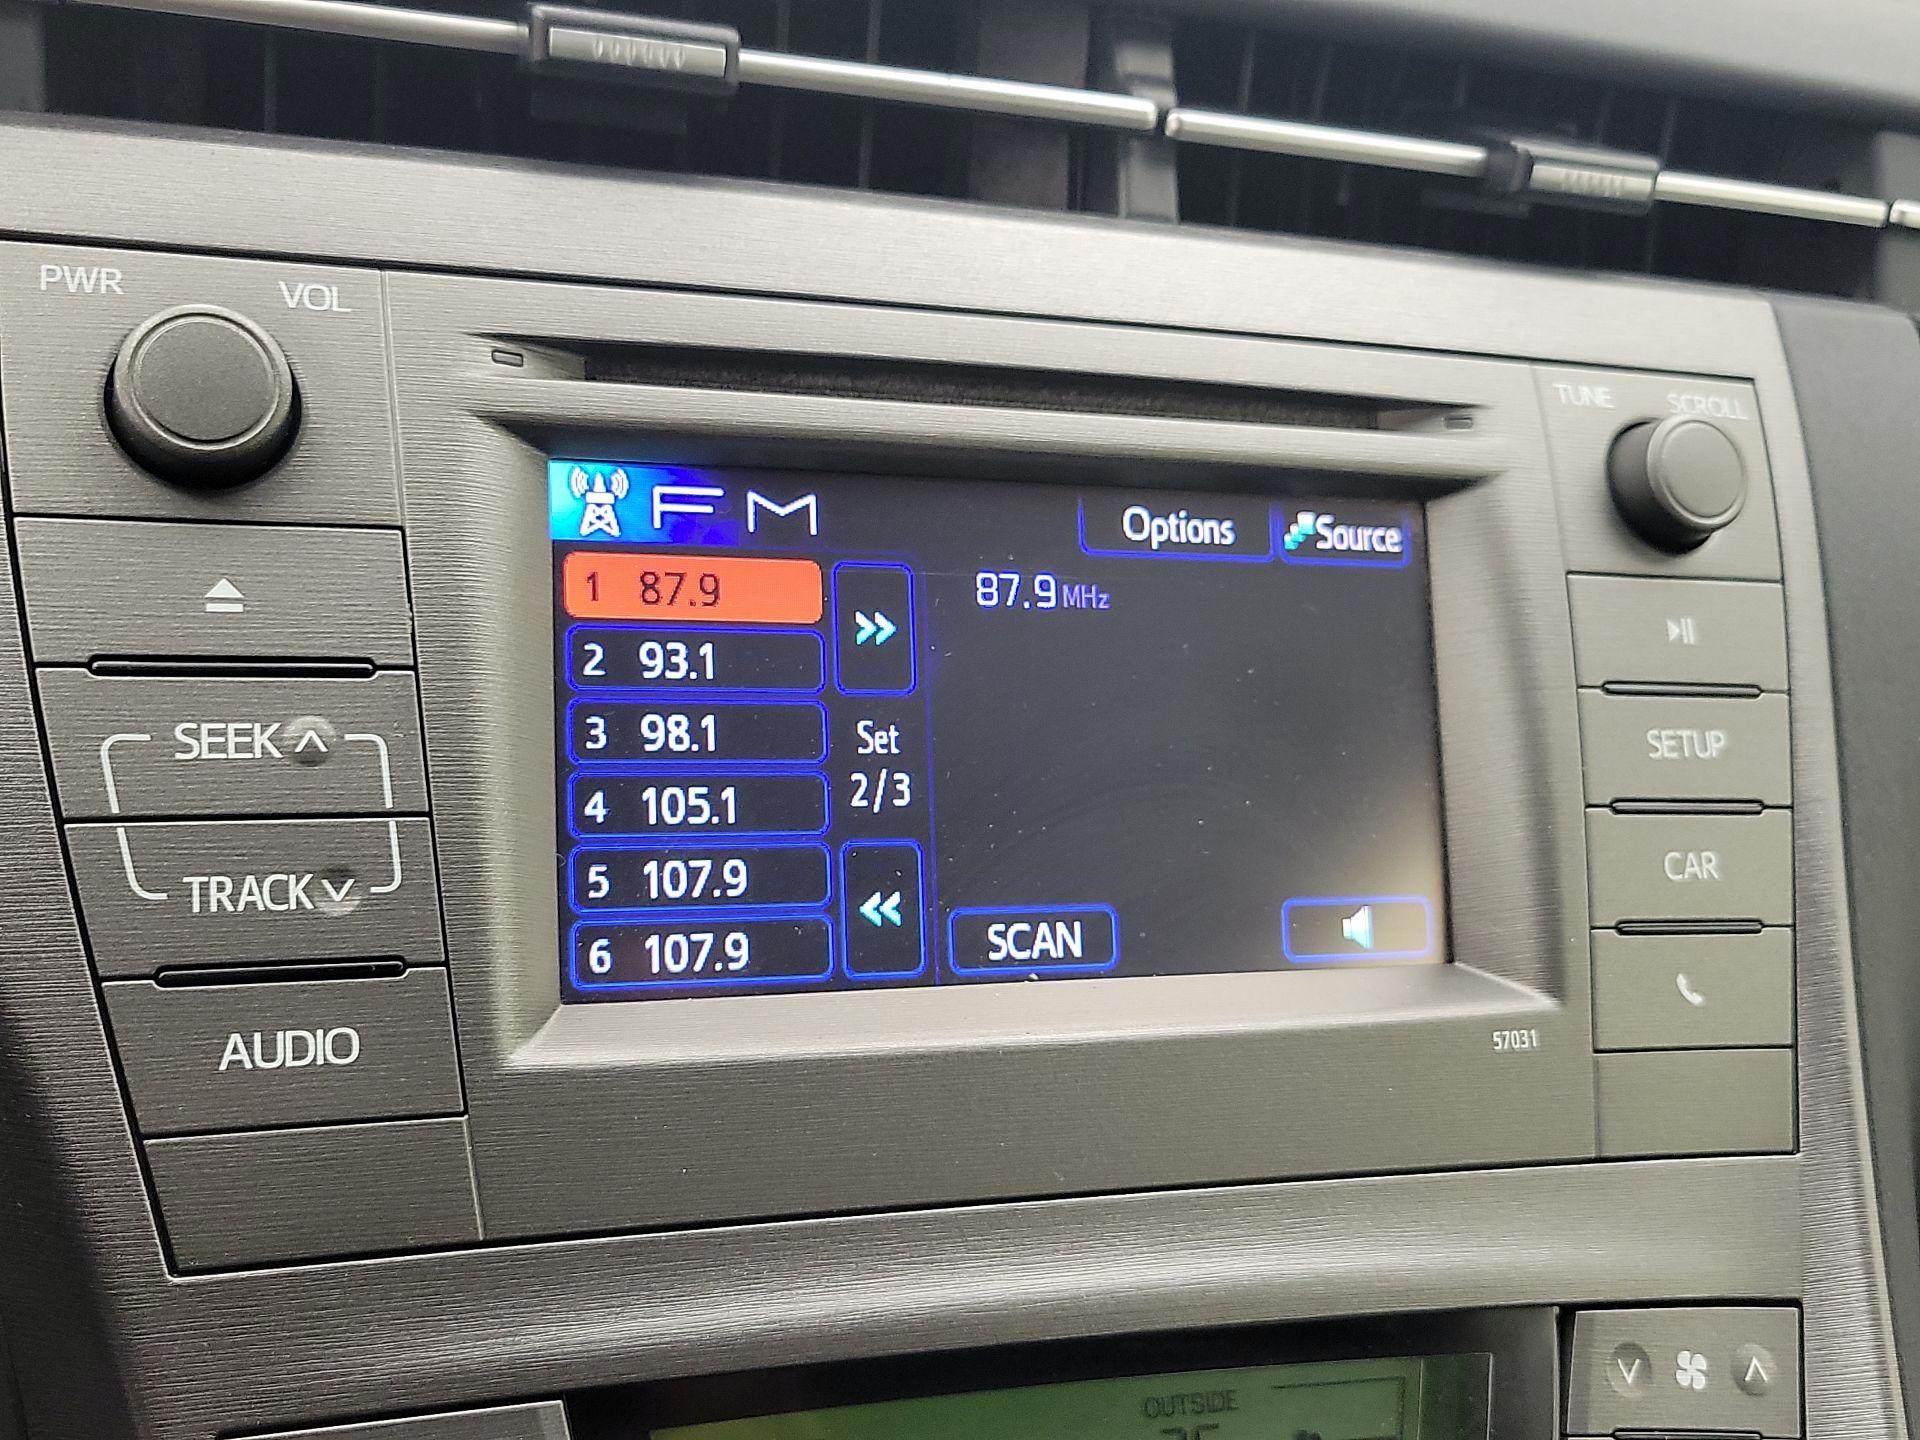 PWR VOL
TUNE SCROLL
FM
Options
Source
1 87.9
87.9 MHz
2 93.1
3 98.1
Set
2/3
4 105.1
5 107.9
6 107.9
SCAN
SEEK
TRACK
AUDIO
SETUP
CAR
57031
OUTSIDE